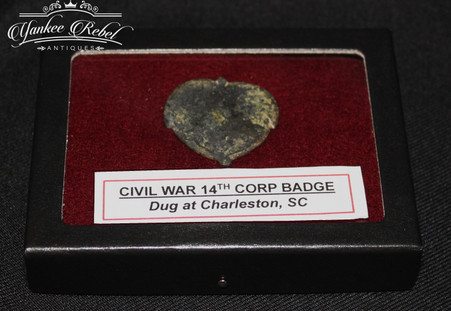 Yankee Rebel
ANTIQUES
CIVIL WAR 14TH CORP BADGE
Dug at Charleston, SC